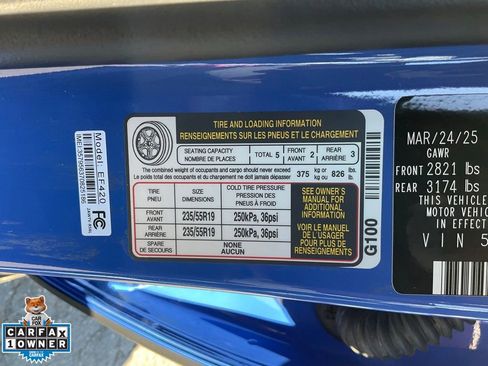 TIRE AND LOADING INFORMATION
RENSEIGNEMENTS SUR LES PNEUS ET LE CHARGEMENT
SEATING CAPACITY
NOMBRE DE PLACES
TOTAL 5
FRONT
AVANT 2
REAR
ARRIÈRE 3
The combined weight of occupants and cargo should never exceed
Le poids total des occupants et du chargement ne doit jamais dépasser
375 kg or kg ou 826 lbs. lb.
TIRE
PNEU
SIZE
DIMENSIONS
COLD TIRE PRESSURE
PRESSION DES
PNEUS À FROID
FRONT
AVANT
235/55R19
250kPa, 36psi
REAR
ARRIÈRE
235/55R19
250kPa, 36psi
SPARE
DE SECOURS
NONE
AUCUN
SEE OWNER'S
MANUAL FOR
ADDITIONAL
INFORMATION
VOIR LE MANUEL
DE L'USAGER
POUR PLUS DE
RENSEIGNEMENTS
G100
Model: EF420
FC
MAR/24/25
GAWR
FRONT 2821 lbs
REAR 3174 lbs
THIS VEHICLE
MOTOR VEHICL
IN EFFECT
VIN 5
CAR
FOX
CARFAX
1 OWNER
CARFAX